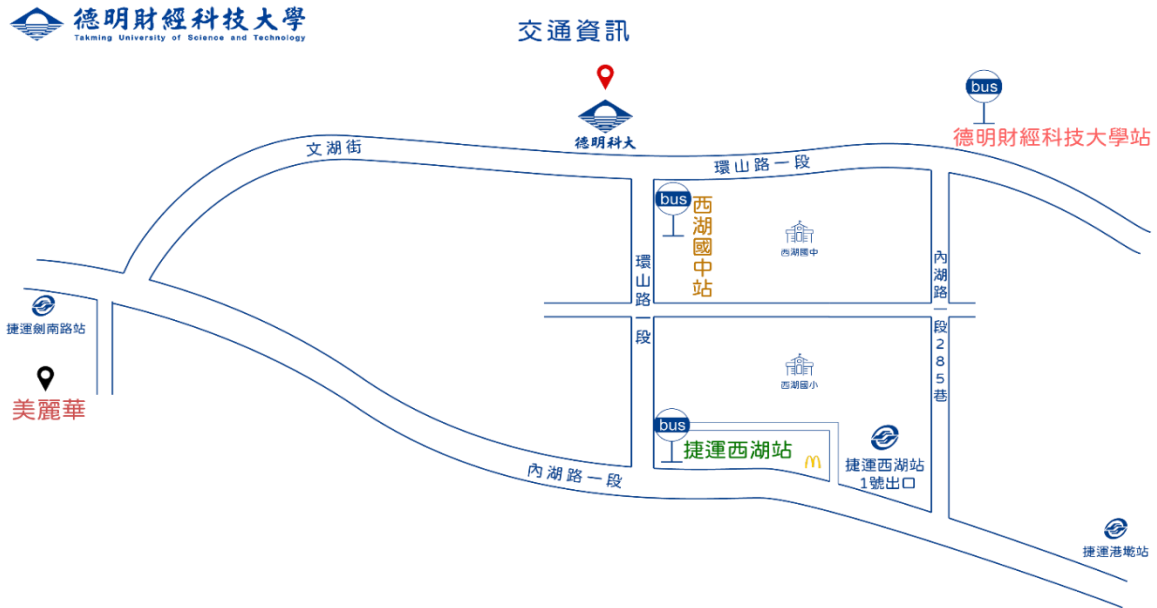 德明財經科技大學
Takming University of Science and Technology
交通資訊
bus
德明財經科技大學站
德明科大
文湖街
環山路一段
bus
西湖國中站
西湖國中
環山路一段
內湖路一段285巷
捷運劍南路站
美麗華
西湖國小
bus
捷運西湖站
捷運西湖站
1號出口
內湖路一段
捷運港墘站